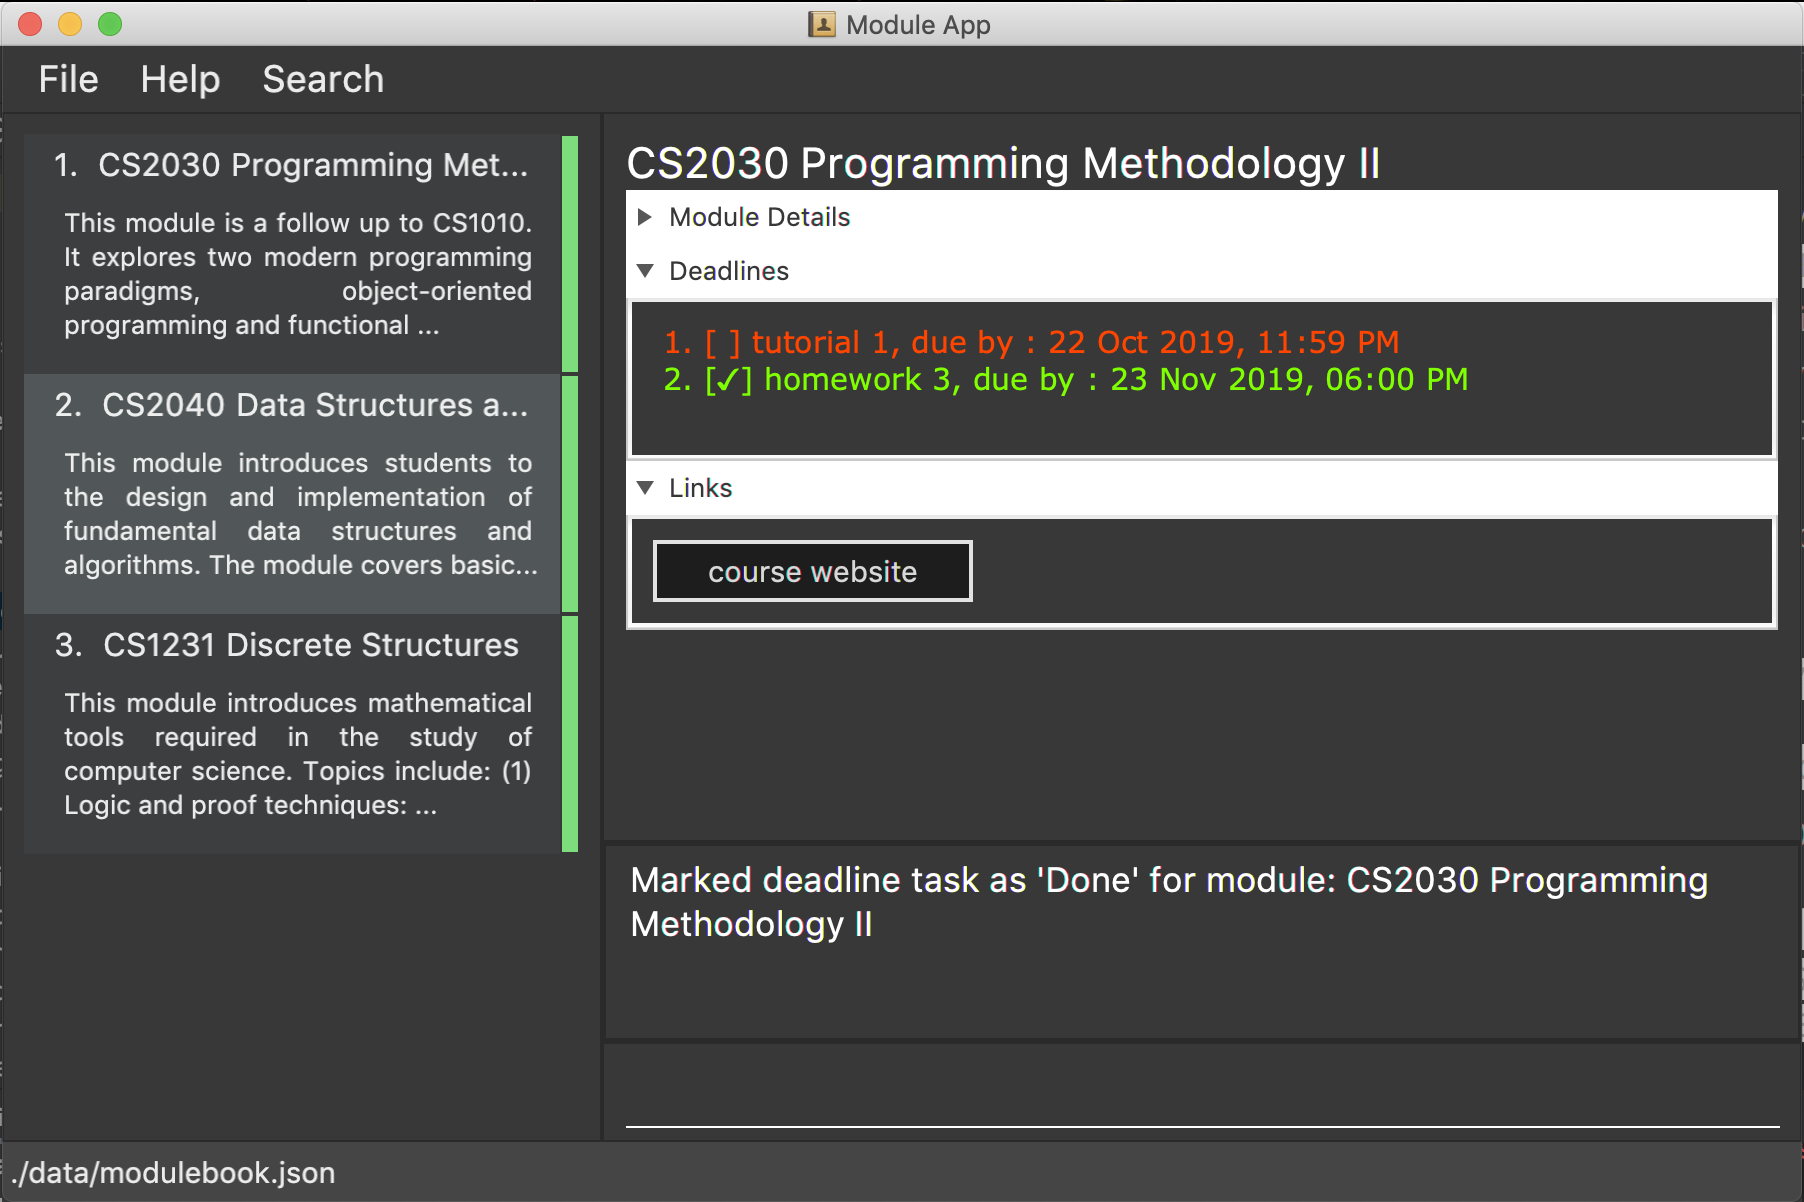 Module App
File Help Search
1. CS2030 Programming Met...
This module is a follow up to CS1010.
It explores two modern programming
paradigms, object-oriented
programming and functional ...
2. CS2040 Data Structures a...
This module introduces students to
the design and implementation of
fundamental data structures and
algorithms. The module covers basic...
3. CS1231 Discrete Structures
This module introduces mathematical
tools required in the study of
computer science. Topics include: (1)
Logic and proof techniques: ...
CS2030 Programming Methodology II
Module Details
Deadlines
1. [ ] tutorial 1, due by : 22 Oct 2019, 11:59 PM
2. [✓] homework 3, due by : 23 Nov 2019, 06:00 PM
Links
course website
Marked deadline task as 'Done' for module: CS2030 Programming
Methodology II
./data/modulebook.json